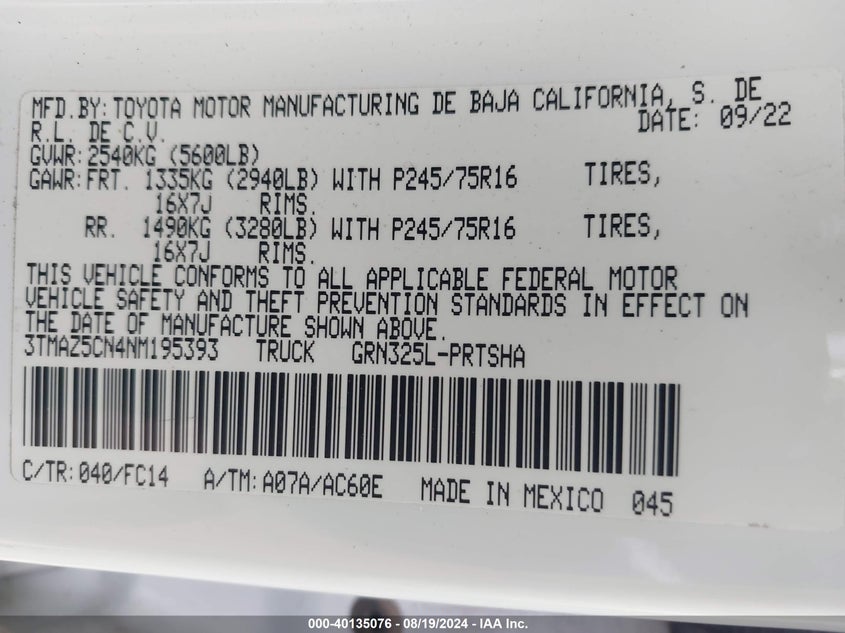 MFD.BY: TOYOTA MOTOR MANUFACTURING DE BAJA CALIFORNIA, S. DE
R.L. DE C.V. DATE: 09/22
GVWR: 2540KG (5600LB)
GAWR: FRT. 1335KG (2940LB) WITH P245/75R16 TIRES,
16X7J RIMS.
RR. 1490KG (3280LB) WITH P245/75R16 TIRES,
16X7J RIMS.
THIS VEHICLE CONFORMS TO ALL APPLICABLE FEDERAL MOTOR
VEHICLE SAFETY AND THEFT PREVENTION STANDARDS IN EFFECT ON
THE DATE OF MANUFACTURE SHOWN ABOVE.
3TMAZ5CN4NM195393 TRUCK GRN325L-PRTSHA
C/TR: 040/FC14 A/TM: A07A/AC60E MADE IN MEXICO 045
000-40135076 - 08/19/2024 - IAA Inc.